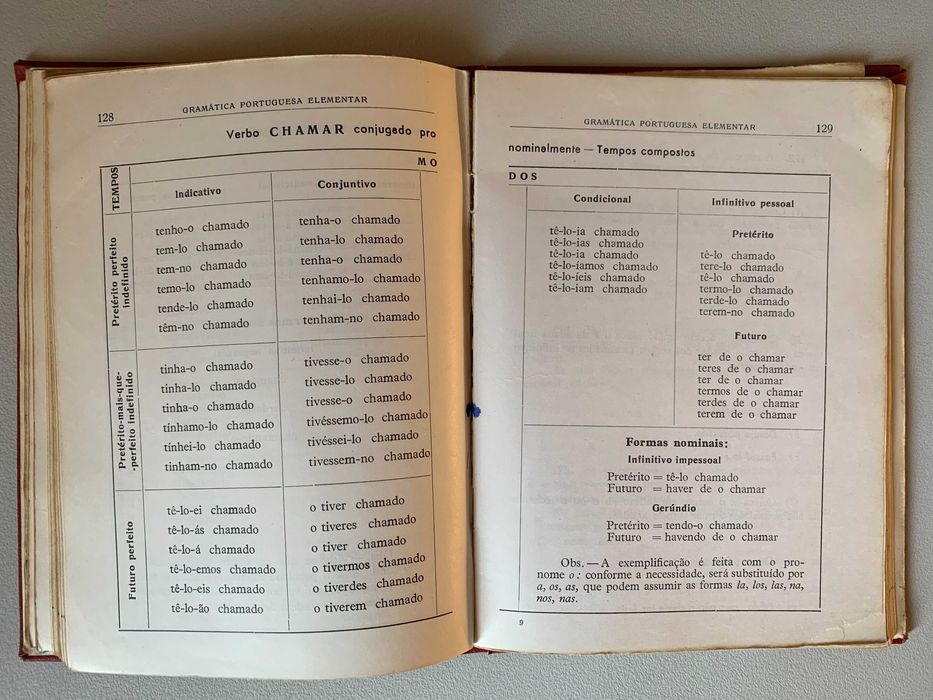 128
GRAMÁTICA PORTUGUESA ELEMENTAR
Verbo CHAMAR conjugado pro
MO
TEMPOS
Indicativo
Conjuntivo
Pretérito perfeito
indefinido
tenho-o chamado
tem-lo chamado
tem-no chamado
temo-lo chamado
tende-lo chamado
têm-no chamado
tenha-o chamado
tenha-lo chamado
tenha-o chamado
tenhamo-lo chamado
tenhai-lo chamado
tenham-no chamado
Pretérito-mais-que-
-perfeito indefinido
tinha-o chamado
tinha-lo chamado
tinha-o chamado
tínhamo-lo chamado
tínhei-lo chamado
tinham-no chamado
tivesse-o chamado
tivesse-lo chamado
tivesse-o chamado
tivéssemo-lo chamado
tivéssei-lo chamado
tivessem-no chamado
Futuro perfeito
tê-lo-ei chamado
tê-lo-ás chamado
tê-lo-á chamado
tê-lo-emos chamado
tê-lo-eis chamado
tê-lo-ão chamado
o tiver chamado
o tiveres chamado
o tiver chamado
o tivermos chamado
o tiverdes chamado
o tiverem chamado
GRAMÁTICA PORTUGUESA ELEMENTAR
129
nominalmente — Tempos compostos
DOS
Condicional
Infinitivo pessoal
tê-lo-ia chamado
tê-lo-ias chamado
tê-lo-ia chamado
tê-lo-íamos chamado
tê-lo-íeis chamado
tê-lo-iam chamado
Pretérito
tê-lo chamado
tere-lo chamado
tê-lo chamado
termo-lo chamado
terde-lo chamado
terem-no chamado
Futuro
ter de o chamar
teres de o chamar
ter de o chamar
termos de o chamar
terdes de o chamar
terem de o chamar
Formas nominais:
Infinitivo impessoal
Pretérito = tê-lo chamado
Futuro = haver de o chamar
Gerúndio
Pretérito = tendo-o chamado
Futuro = havendo de o chamar
Obs. — A exemplificação é feita com o pro-
nome o: conforme a necessidade, será substituído por
a, os, as, que podem assumir as formas la, los, las, na,
nos, nas.
9